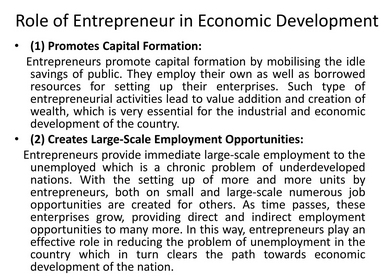 Role of Entrepreneur in Economic Development
• (1) Promotes Capital Formation:
Entrepreneurs promote capital formation by mobilising the idle
savings of public. They employ their own as well as borrowed
resources for setting up their enterprises. Such type of
entrepreneurial activities lead to value addition and creation of
wealth, which is very essential for the industrial and economic
development of the country.
• (2) Creates Large-Scale Employment Opportunities:
Entrepreneurs provide immediate large-scale employment to the
unemployed which is a chronic problem of underdeveloped
nations. With the setting up of more and more units by
entrepreneurs, both on small and large-scale numerous job
opportunities are created for others. As time passes, these
enterprises grow, providing direct and indirect employment
opportunities to many more. In this way, entrepreneurs play an
effective role in reducing the problem of unemployment in the
country which in turn clears the path towards economic
development of the nation.